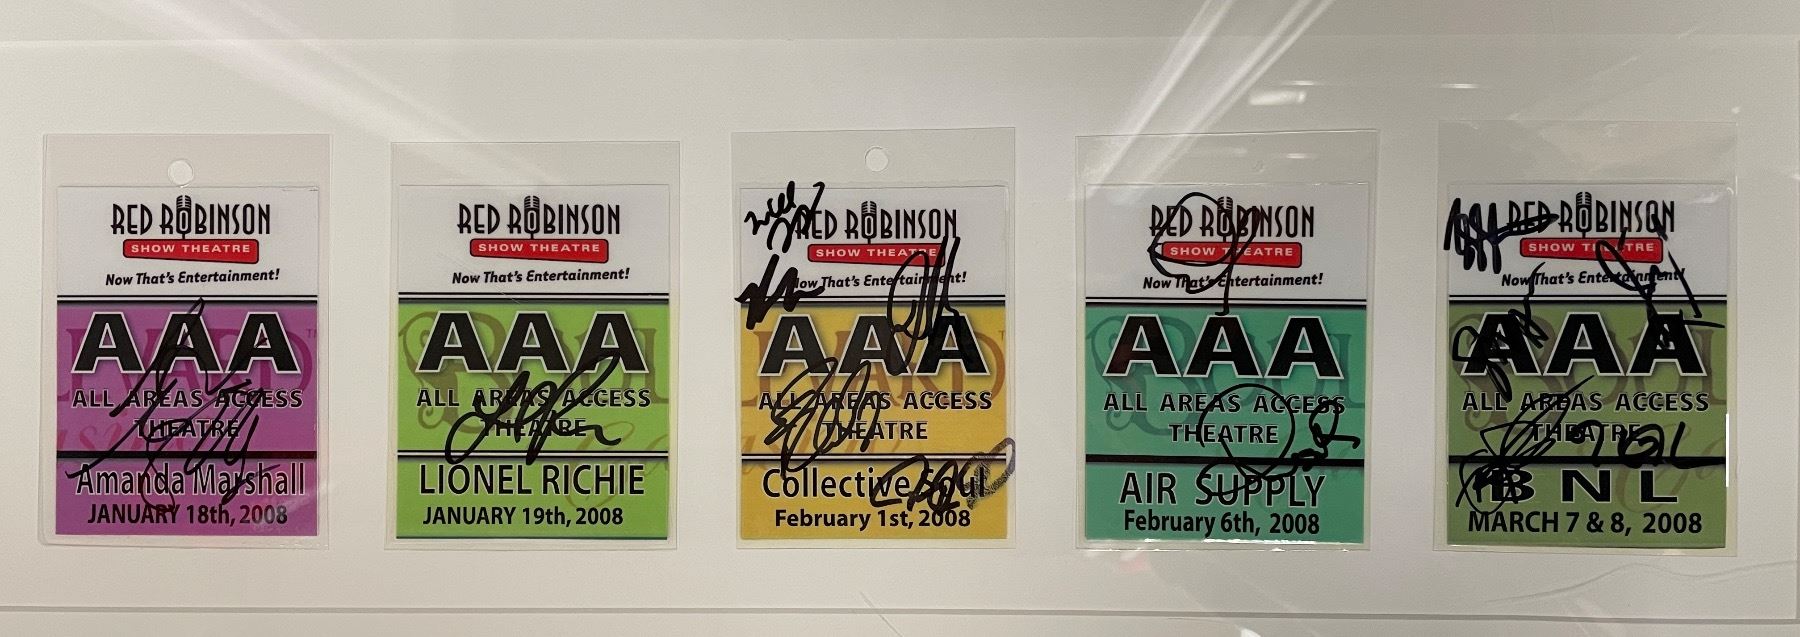 RED ROBINSON
SHOW THEATRE
Now That's Entertainment!
AAA
ALL AREAS ACCESS
THEATRE
Amanda Marshall
JANUARY 18th, 2008
RED ROBINSON
SHOW THEATRE
Now That's Entertainment!
AAA
ALL AREAS ACCESS
THEATRE
LIONEL RICHIE
JANUARY 19th, 2008
RED ROBINSON
SHOW THEATRE
Now That's Entertainment!
AAA
ALL AREAS ACCESS
THEATRE
Collective Soul
February 1st, 2008
RED ROBINSON
SHOW THEATRE
Now That's Entertainment!
AAA
ALL AREAS ACCESS
THEATRE
AIR SUPPLY
February 6th, 2008
RED ROBINSON
SHOW THEATRE
Now That's Entertainment!
AAA
ALL AREAS ACCESS
THEATRE
BNL
MARCH 7 & 8, 2008